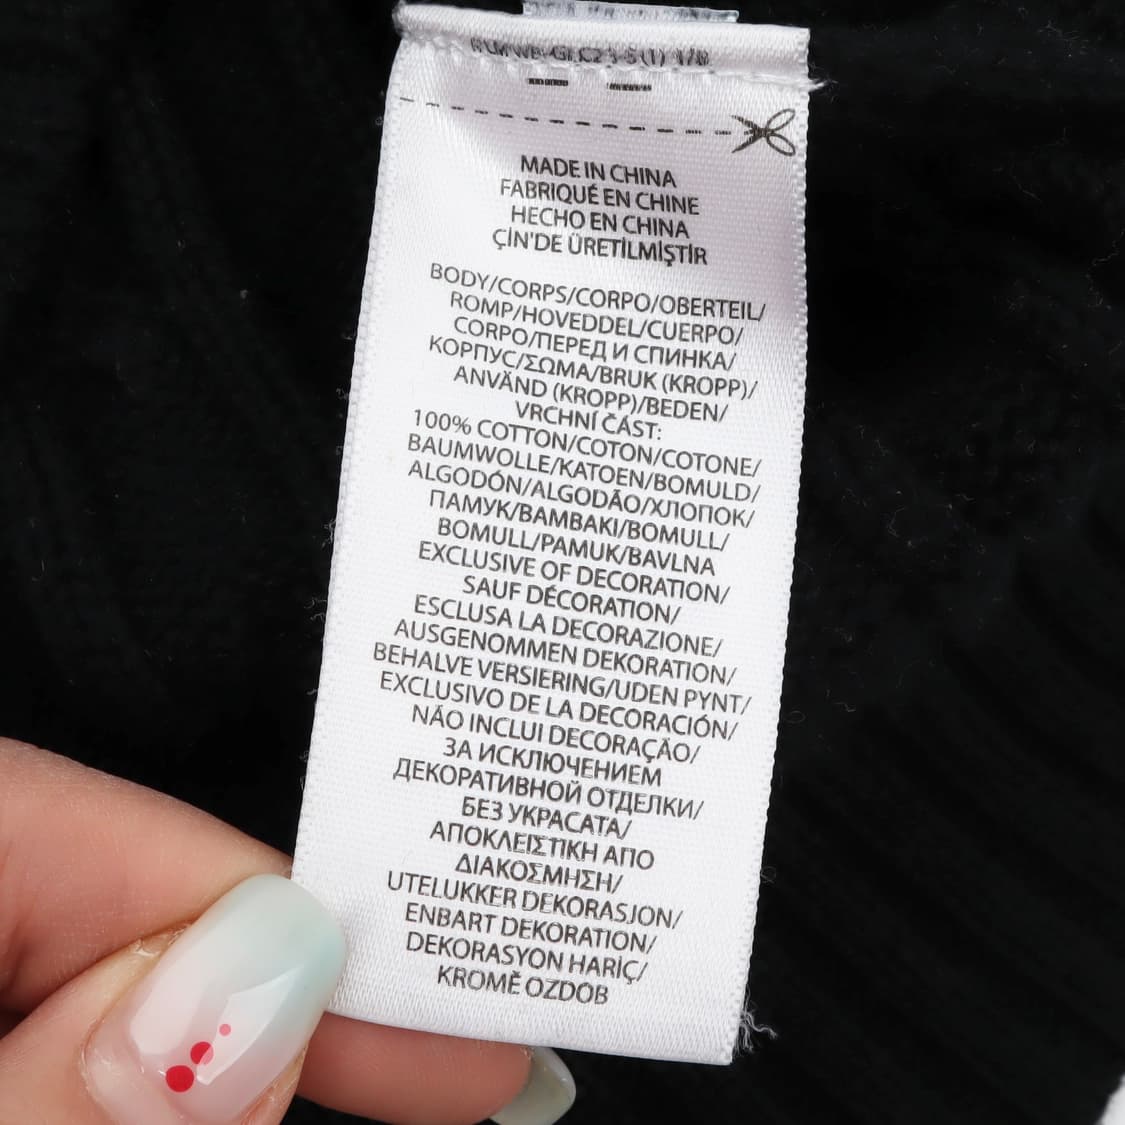 MADE IN CHINA
FABRIQUÉ EN CHINE
HECHO EN CHINA
ÇİN'DE ÜRETİLMİŞTİR
BODY/CORPS/CORPO/OBERTEIL/
ROMP/HOVEDDEL/CUERPO/
CORPO/ПЕРЕД И СПИНКА/
КОРПУС/ΣΩΜΑ/BRUK (KROPP)/
ANVÄND (KROPP)/BEDEN/
VRCHNÍ ČÁST:
100% COTTON/COTON/COTONE/
BAUMWOLLE/KATOEN/BOMULD/
ALGODÓN/ALGODÃO/ХЛОПОК/
ПАМУК/ΒΑΜΒΑΚΙ/BOMULL/
BOMULL/PAMUK/BAVLNA
EXCLUSIVE OF DECORATION/
SAUF DÉCORATION/
ESCLUSA LA DECORAZIONE/
AUSGENOMMEN DEKORATION/
BEHALVE VERSIERING/UDEN PYNT/
EXCLUSIVO DE LA DECORACIÓN/
NÃO INCLUI DECORAÇÃO/
ЗА ИСКЛЮЧЕНИЕМ
ДЕКОРАТИВНОЙ ОТДЕЛКИ/
БЕЗ УКРАСАТА/
ΑΠΟΚΛΕΙΣΤΙΚΗ ΑΠΟ
ΔΙΑΚΟΣΜΗΣΗ/
UTELUKKER DEKORASJON/
ENBART DEKORATION/
DEKORASYON HARİÇ/
KROMĚ OZDOB